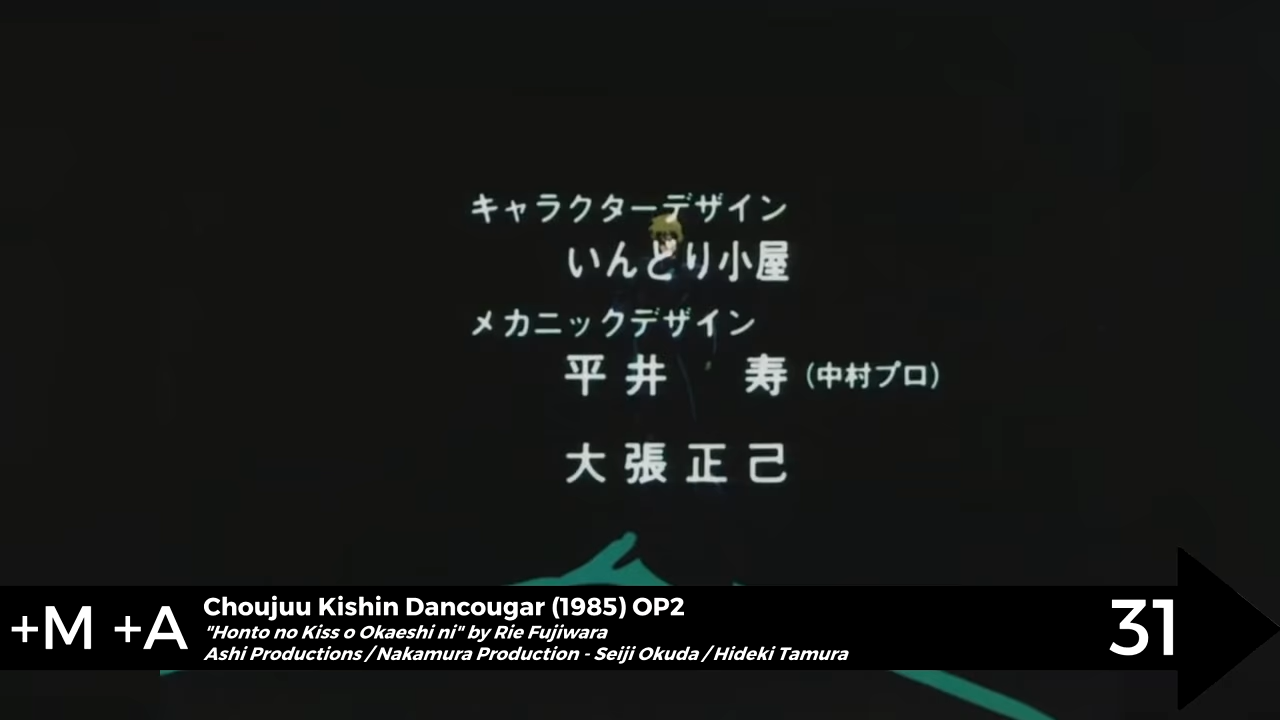 キャラクターデザイン
いんどり小屋
メカニックデザイン
平井 寿 (中村プロ)
大張正己
+M +A
Choujuu Kishin Dancougar (1985) OP2
"Honto no Kiss o Okaeshi ni" by Rie Fujiwara
Ashi Productions / Nakamura Production - Seiji Okuda / Hideki Tamura
31